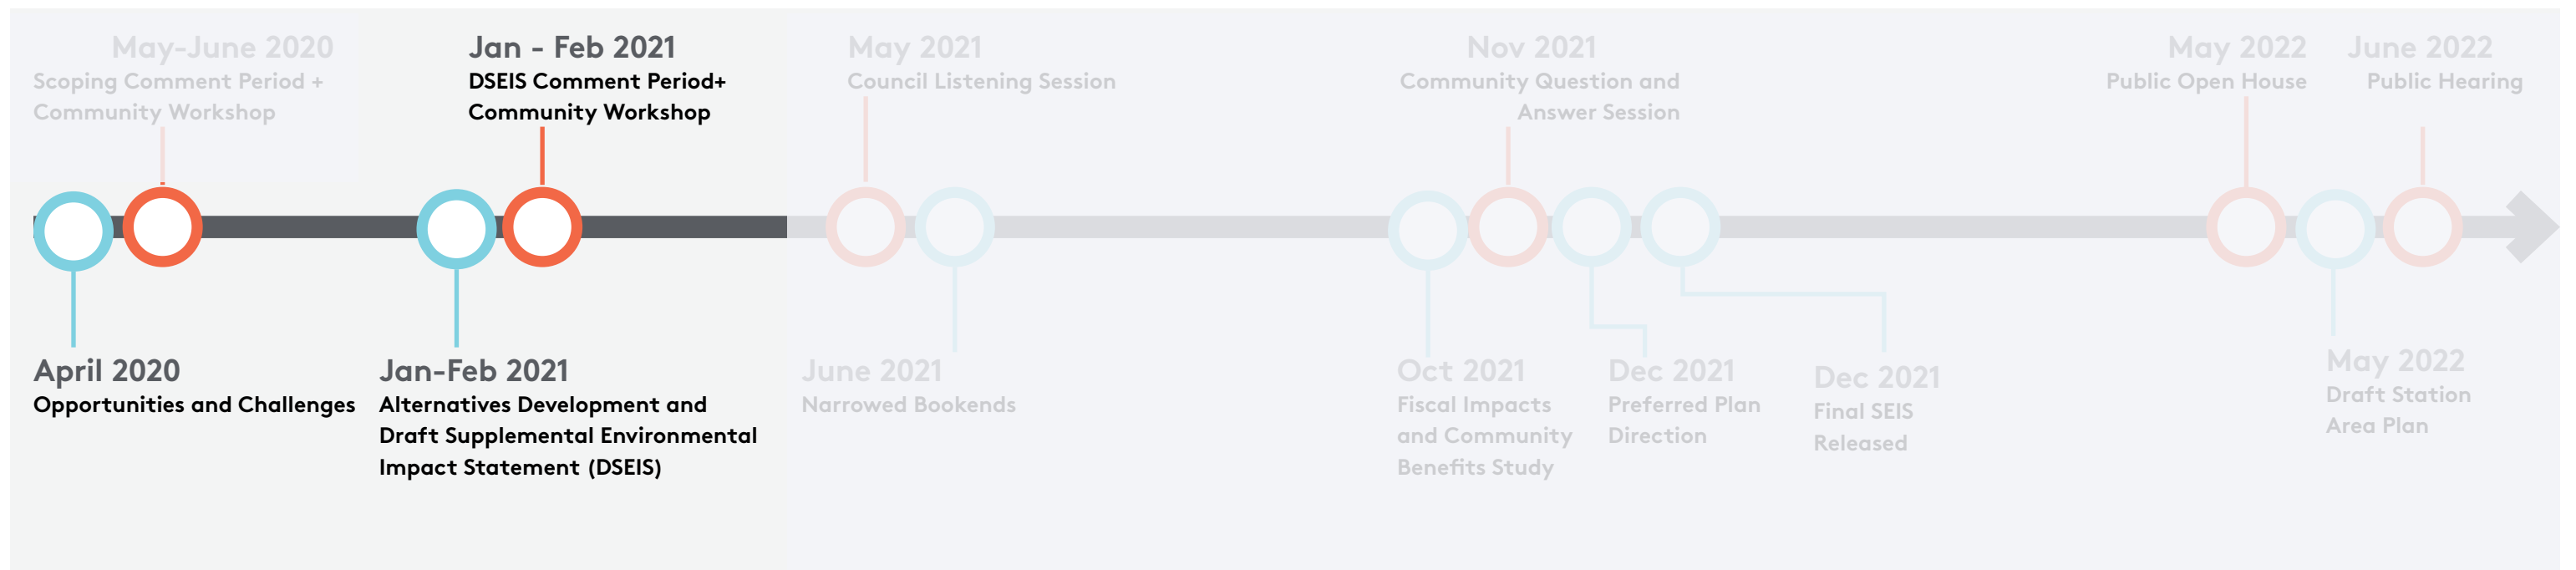 May-June 2020
Scoping Comment Period +
Community Workshop
Jan - Feb 2021
DSEIS Comment Period+
Community Workshop
May 2021
Council Listening Session
Nov 2021
Community Question and
Answer Session
May 2022
Public Open House
June 2022
Public Hearing
April 2020
Opportunities and Challenges
Jan-Feb 2021
Alternatives Development and
Draft Supplemental Environmental
Impact Statement (DSEIS)
June 2021
Narrowed Bookends
Oct 2021
Fiscal Impacts
and Community
Benefits Study
Dec 2021
Preferred Plan
Direction
Dec 2021
Final SEIS
Released
May 2022
Draft Station
Area Plan